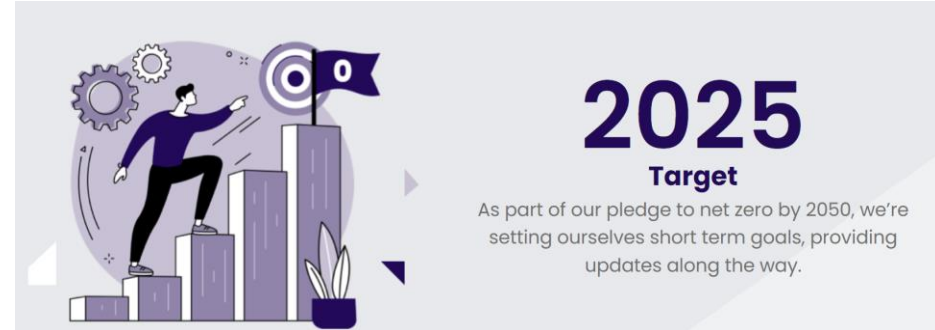 0
2025
Target
As part of our pledge to net zero by 2050, we're
setting ourselves short term goals, providing
updates along the way.